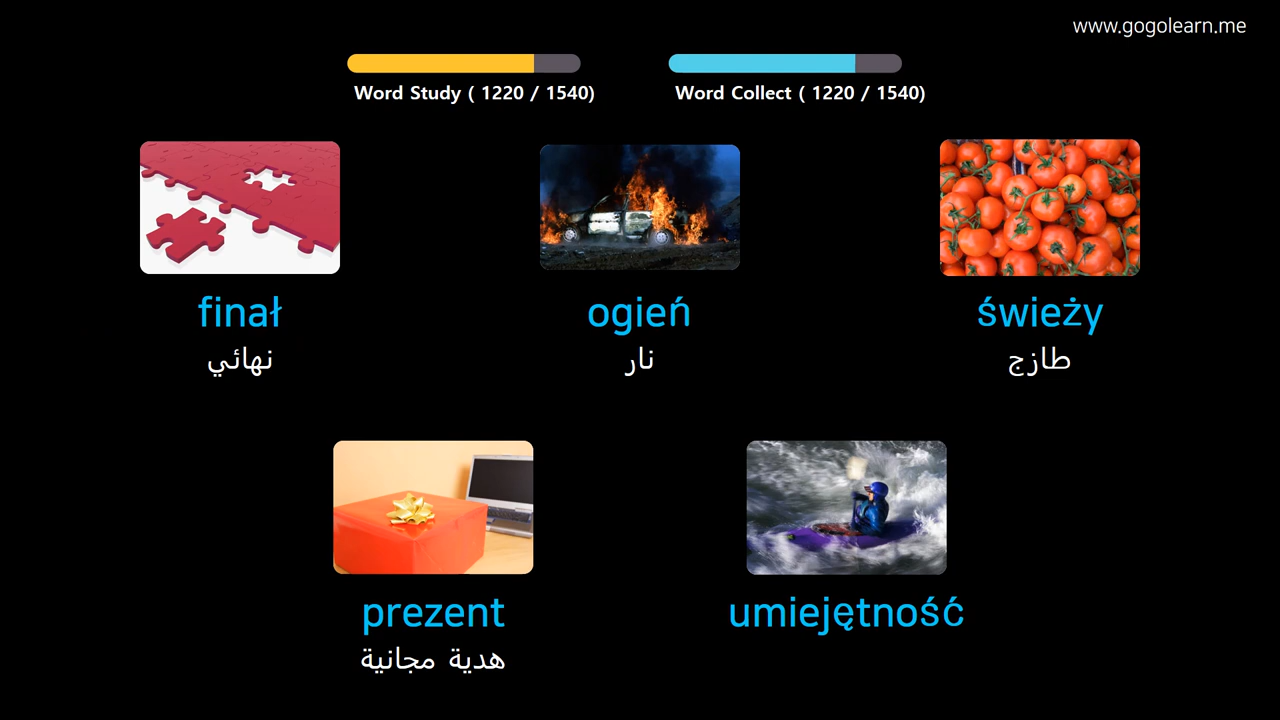 www.gogolearn.me
Word Study ( 1220 / 1540)
Word Collect ( 1220 / 1540)
finał
ogień
świeży
نهائي
نار
طازج
prezent
umiejętność
هدية مجانية